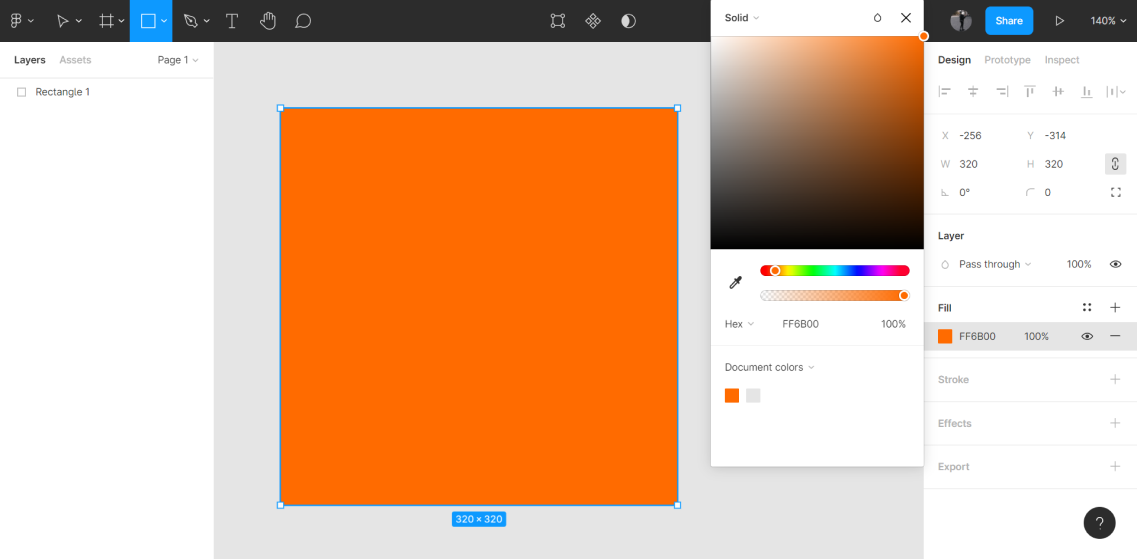 Solid
Share
140%
Layers
Assets
Page 1
Rectangle 1
320 × 320
Hex
FF6B00
100%
Document colors
Design
Prototype
Inspect
X
-256
Y
-314
W
320
H
320
0°
0
Layer
Pass through
100%
Fill
FF6B00
100%
Stroke
Effects
Export
?